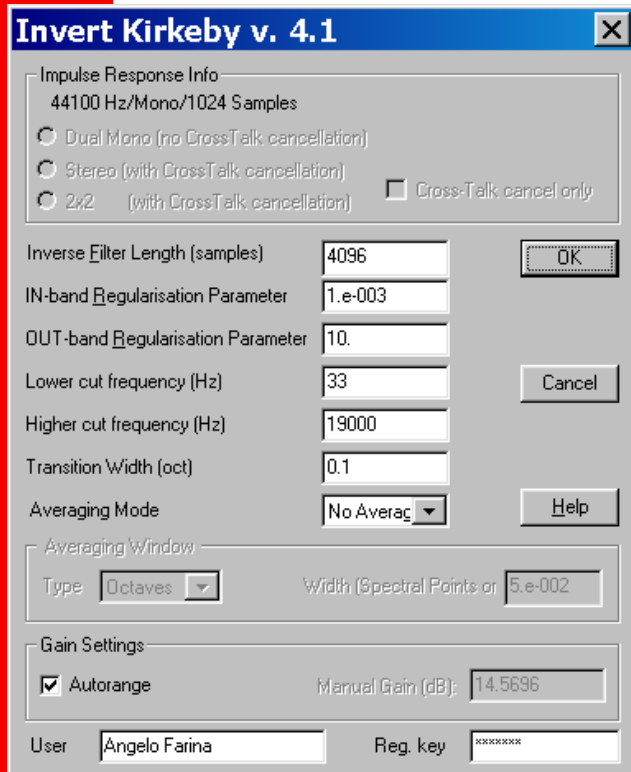 Invert Kirkeby v. 4.1
Impulse Response Info
44100 Hz/Mono/1024 Samples
Dual Mono (no CrossTalk cancellation)
Stereo (with CrossTalk cancellation)
2x2 (with CrossTalk cancellation)
Cross-Talk cancel only
Inverse Filter Length (samples) 4096 OK
IN-band Regularisation Parameter 1.e-003
OUT-band Regularisation Parameter 10.
Lower cut frequency (Hz) 33 Cancel
Higher cut frequency (Hz) 19000
Transition Width (oct) 0.1
Averaging Mode No Averag Help
Averaging Window
Type Octaves Width (Spectral Points or 5.e-002
Gain Settings
Autorange Manual Gain (dB): 14.5696
User Angelo Farina Reg. key *******